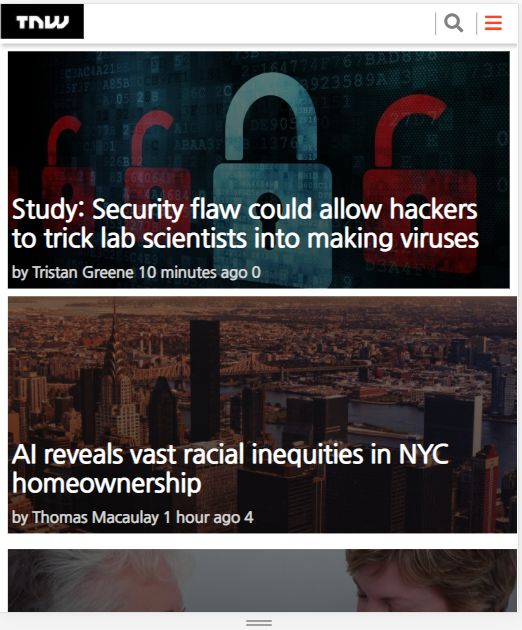 TNW
Study: Security flaw could allow hackers
to trick lab scientists into making viruses
by Tristan Greene 10 minutes ago 0
AI reveals vast racial inequities in NYC
homeownership
by Thomas Macaulay 1 hour ago 4